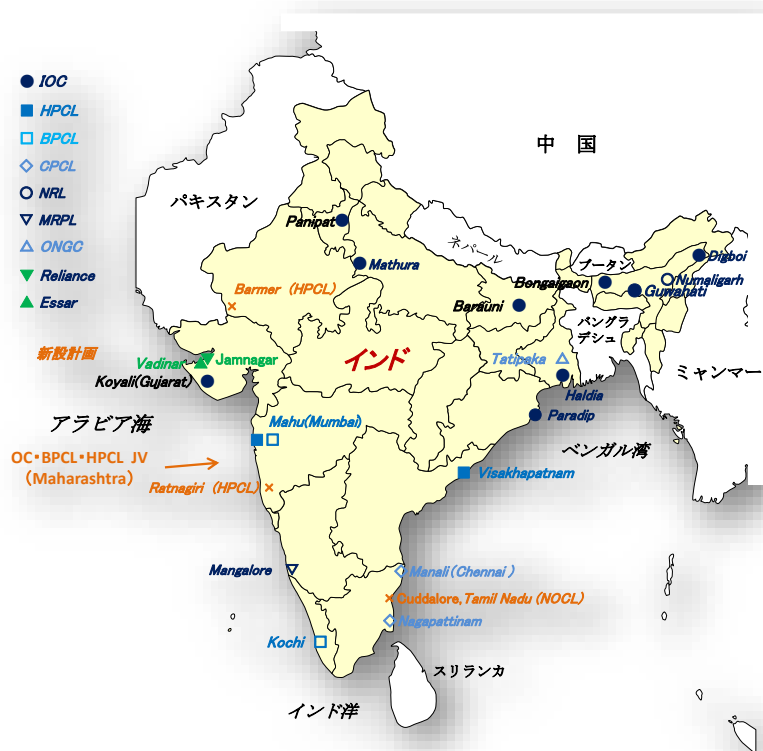 中 国
IOC
HPCL
BPCL
CPCL
NRL
MRPL
ONGC
Reliance
Essar
新設計画
パキスタン
Panipat
ネパール
Mathura
ブータン
Digboi
Bongaigaon
Numaligarh
Guwahati
Barmer (HPCL)
Barauni
バングラ
デシュ
インド
Tatipaka
Vadinar
Jamnagar
Koyali(Gujarat)
Haldia
ミャンマー
アラビア海
Mahu(Mumbai)
Paradip
ベンガル湾
OC・BPCL・HPCL JV
（Maharashtra）
Ratnagiri (HPCL)
Visakhapatnam
Mangalore
Manali(Chennai )
Cuddalore, Tamil Nadu (NOCL)
Nagapattinam
Kochi
スリランカ
インド洋